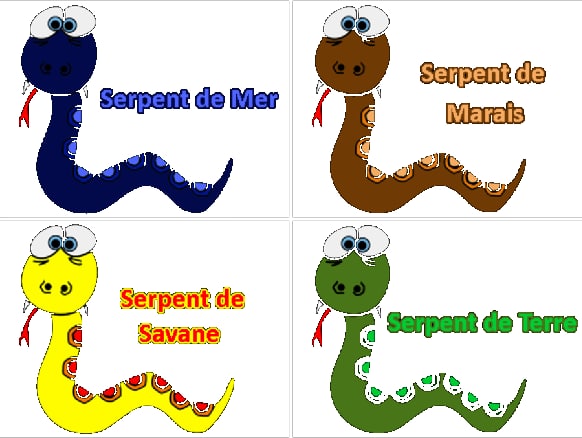 Serpent de Mer
Serpent de
Marais
Serpent de
Savane
Serpent de Terre